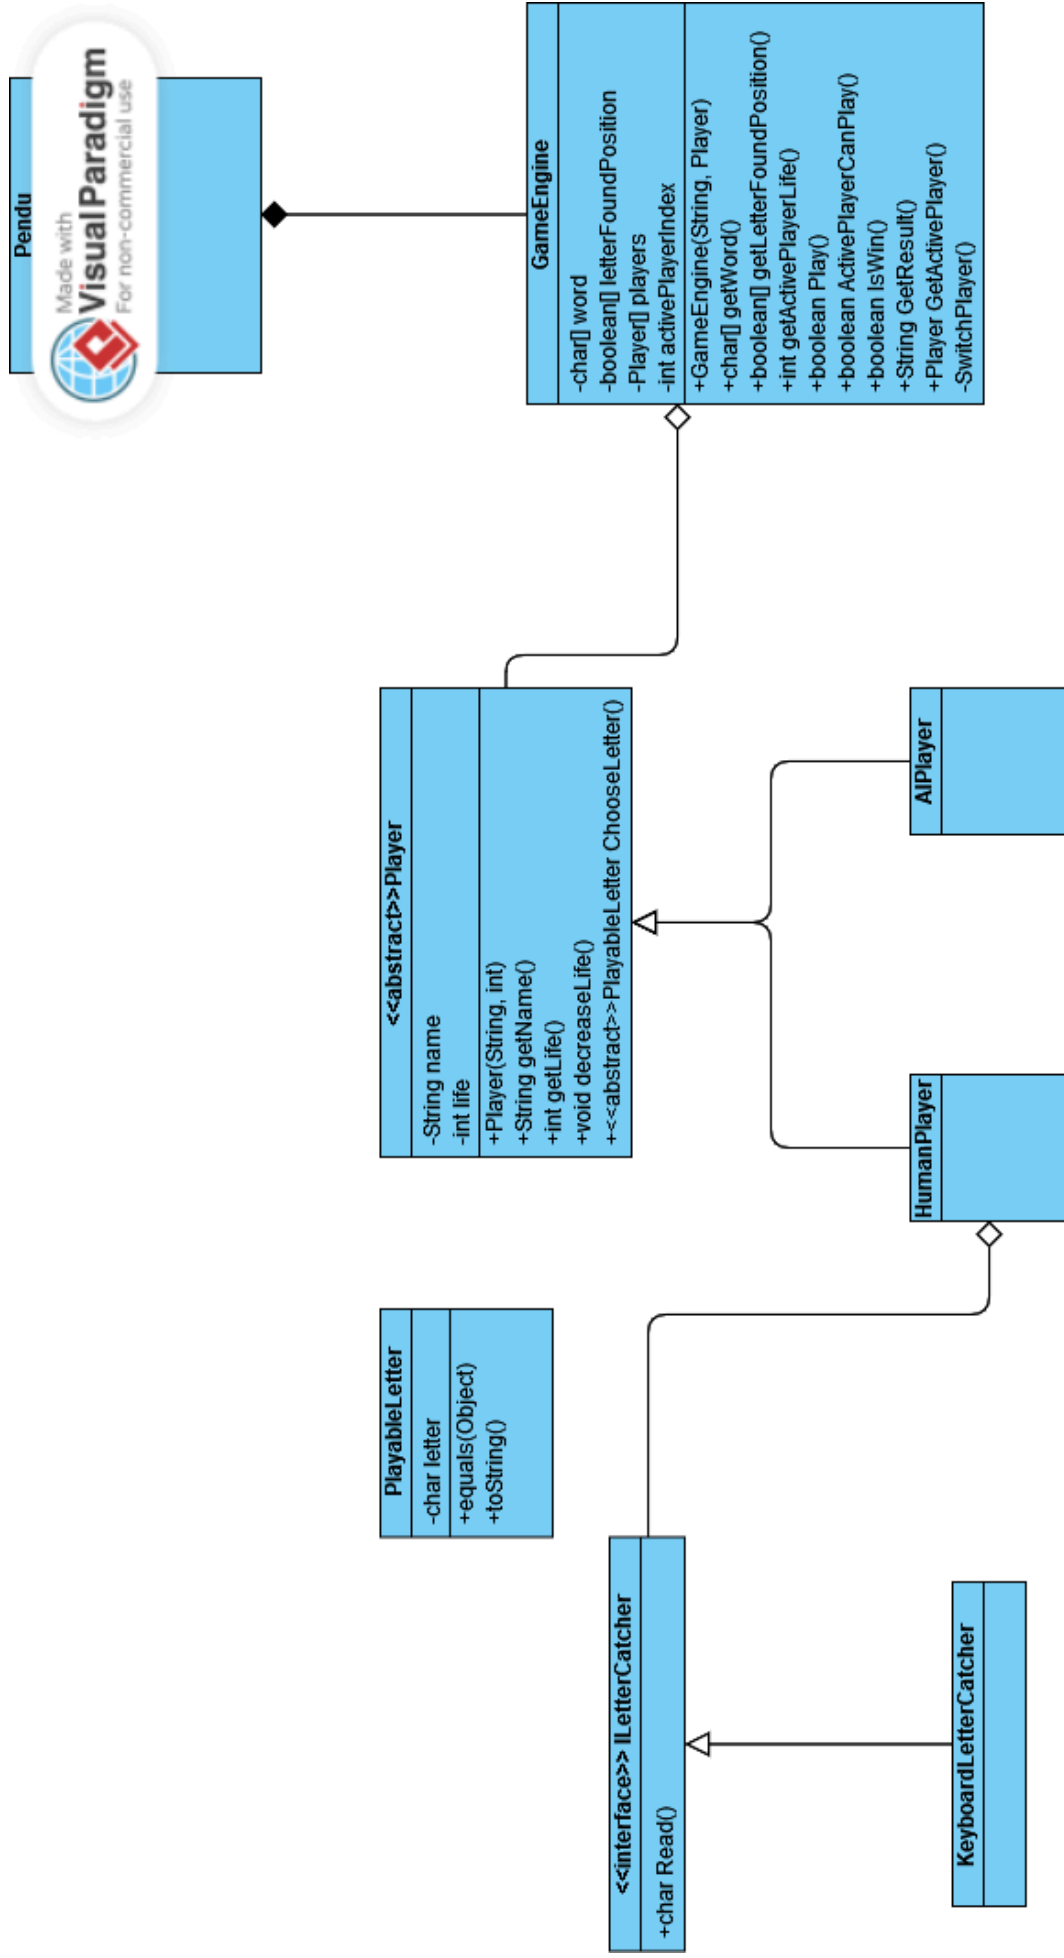 Pendu
Made with
VisualParadigm
For non-commercial use
GameEngine
-char[] word
-boolean[] letterFoundPosition
-Player[] players
-int activePlayerIndex
+GameEngine(String, Player)
+char[] getWord()
+boolean[] getLetterFoundPosition()
+int getActivePlayerLife()
+boolean Play()
+boolean ActivePlayerCanPlay()
+boolean IsWin()
+String GetResult()
+Player GetActivePlayer()
-SwitchPlayer()
<<abstract>>Player
-String name
-int life
+Player(String, int)
+String getName()
+int getLife()
+void decreaseLife()
+<<abstract>>PlayableLetter ChooseLetter()
AIPlayer
HumanPlayer
PlayableLetter
-char letter
+equals(Object)
+toString()
<<interface>> ILetterCatcher
+char Read()
KeyboardLetterCatcher